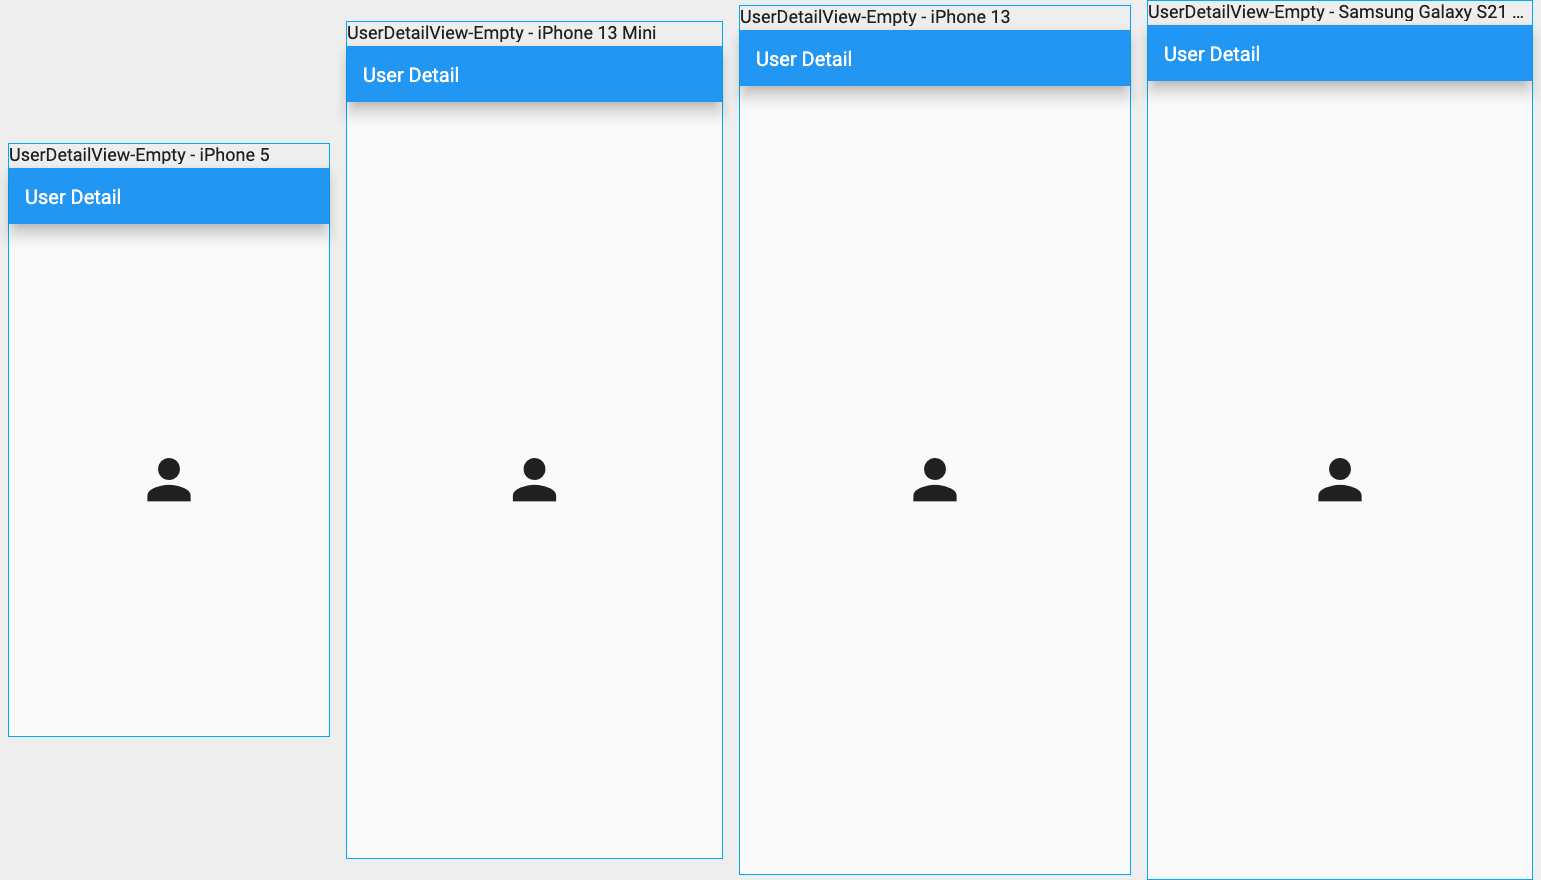 UserDetailView-Empty - iPhone 5
User Detail
UserDetailView-Empty - iPhone 13 Mini
User Detail
UserDetailView-Empty - iPhone 13
User Detail
UserDetailView-Empty - Samsung Galaxy S21 ...
User Detail